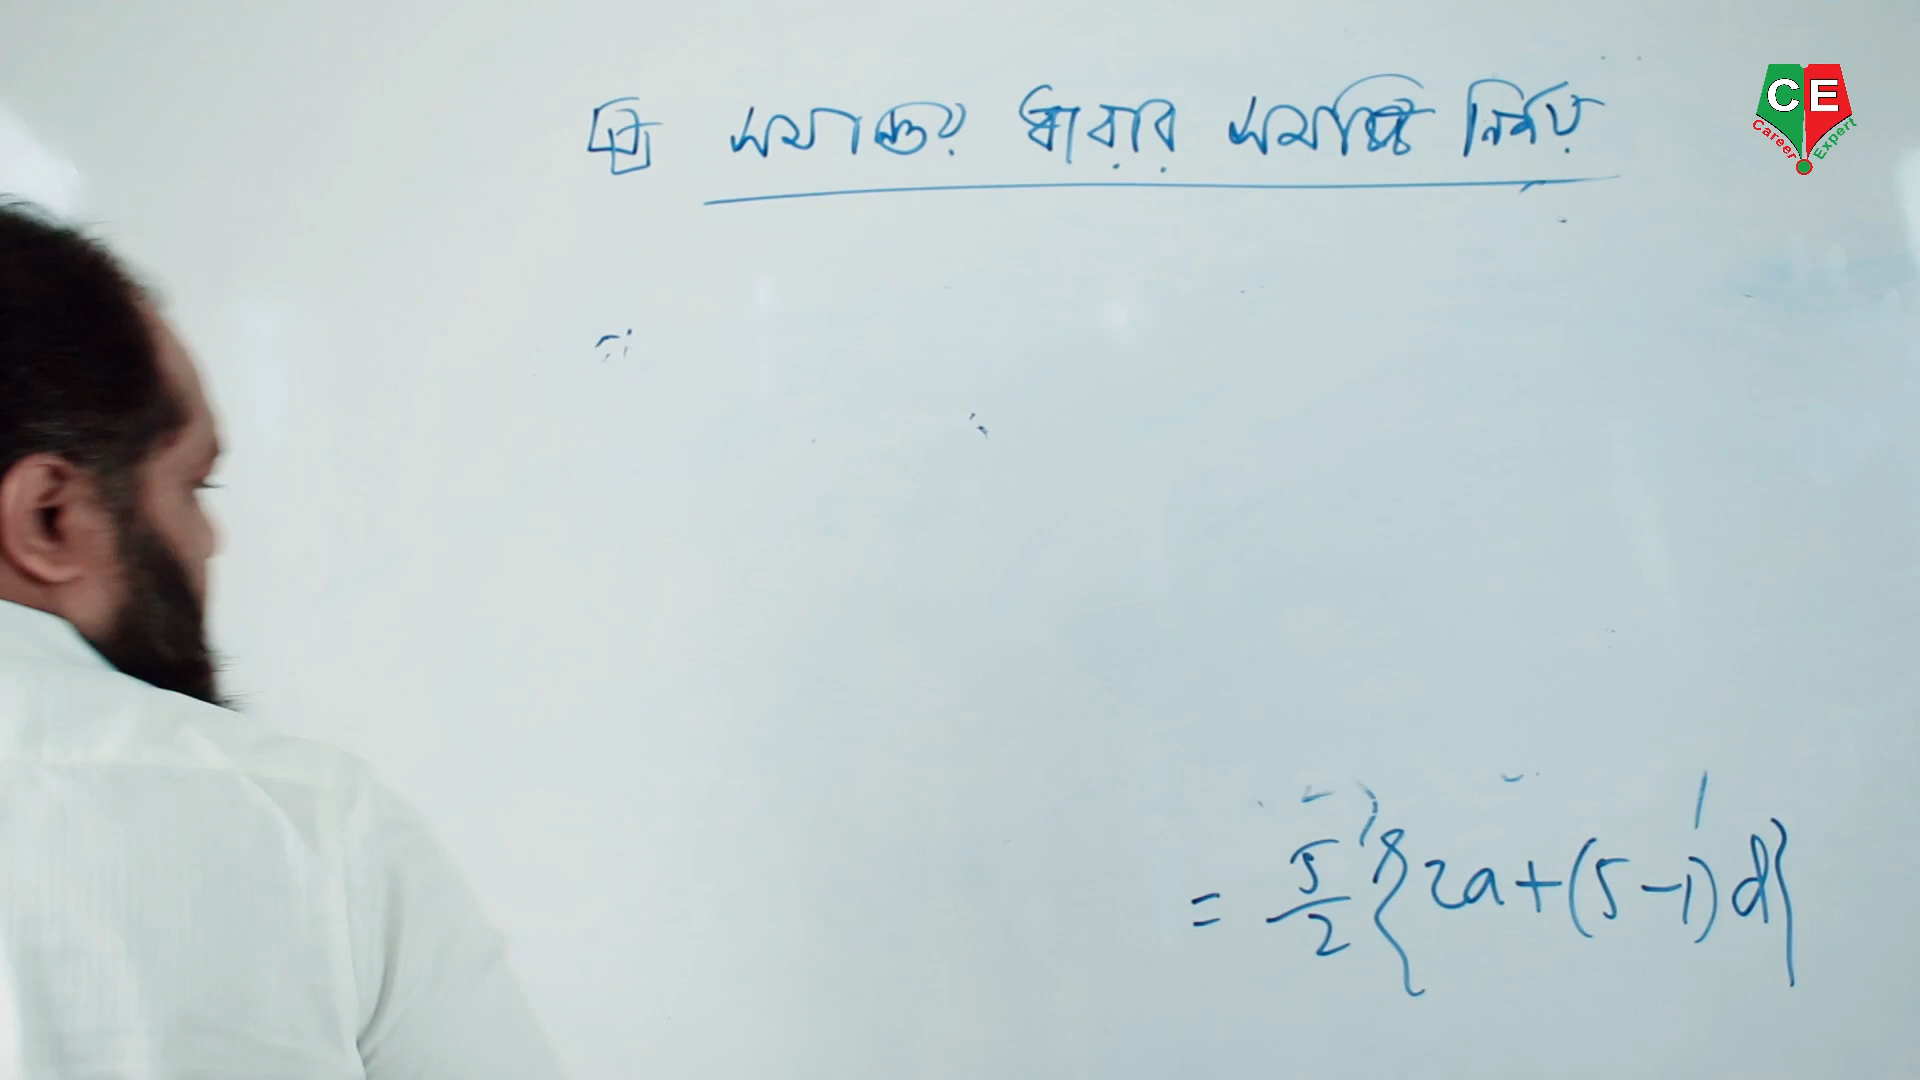 সমান্তর ধারার সমষ্টি নির্ণয়
CE
Career Expert
= 5/2 {2a+(5-1)d}